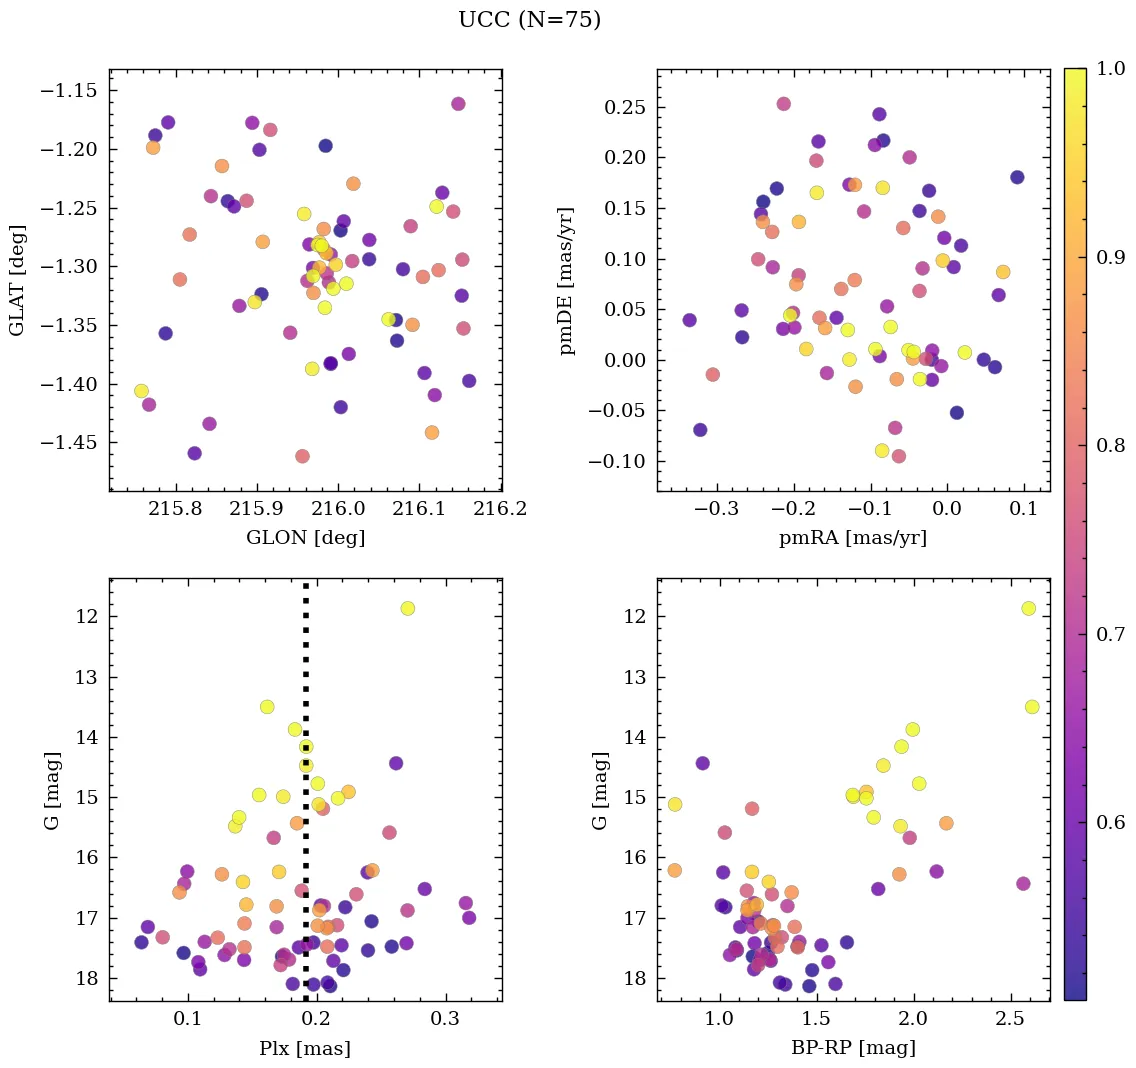 UCC (N=75)
−1.15
−1.20
−1.25
−1.30
−1.35
−1.40
−1.45
GLAT [deg]
215.8 215.9 216.0 216.1 216.2
GLON [deg]
0.25
0.20
0.15
0.10
0.05
0.00
−0.05
−0.10
pmDE [mas/yr]
−0.3 −0.2 −0.1 0.0 0.1
pmRA [mas/yr]
12
13
14
15
16
17
18
G [mag]
0.1 0.2 0.3
Plx [mas]
12
13
14
15
16
17
18
G [mag]
1.0 1.5 2.0 2.5
BP-RP [mag]
1.0
0.9
0.8
0.7
0.6